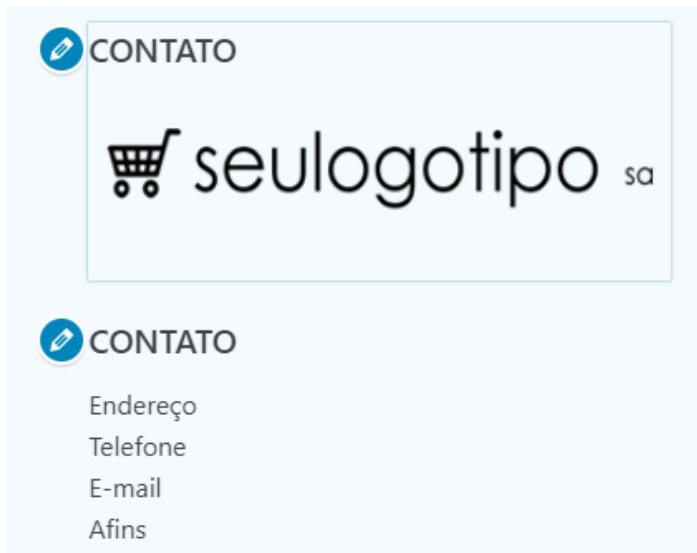 CONTATO
seulogotipo sa
CONTATO
Endereço
Telefone
E-mail
Afins